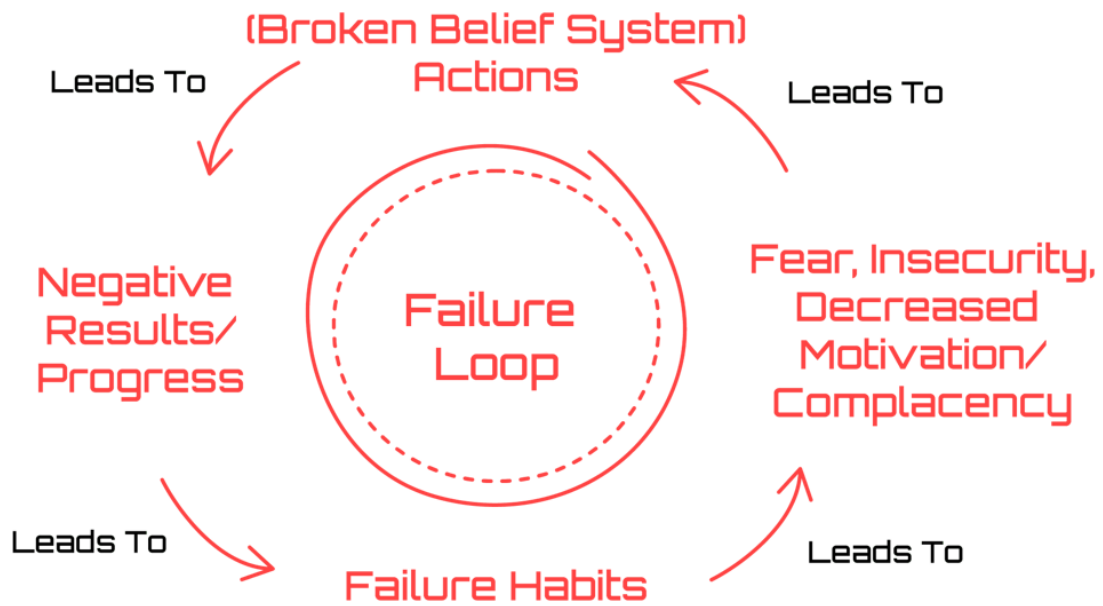 (Broken Belief System)
Actions
Leads To
Leads To
Negative
Results/
Progress
Failure
Loop
Fear, Insecurity,
Decreased
Motivation/
Complacency
Leads To
Failure Habits
Leads To